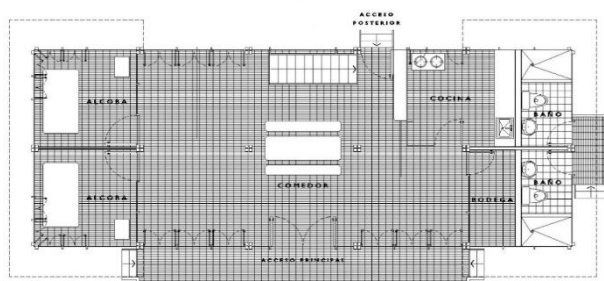 ACCESO
POSTERIOR
ALCOBA
COCINA
BAÑO
COMEDOR
BAÑO
ALCOBA
BODEGA
ACCESO PRINCIPAL